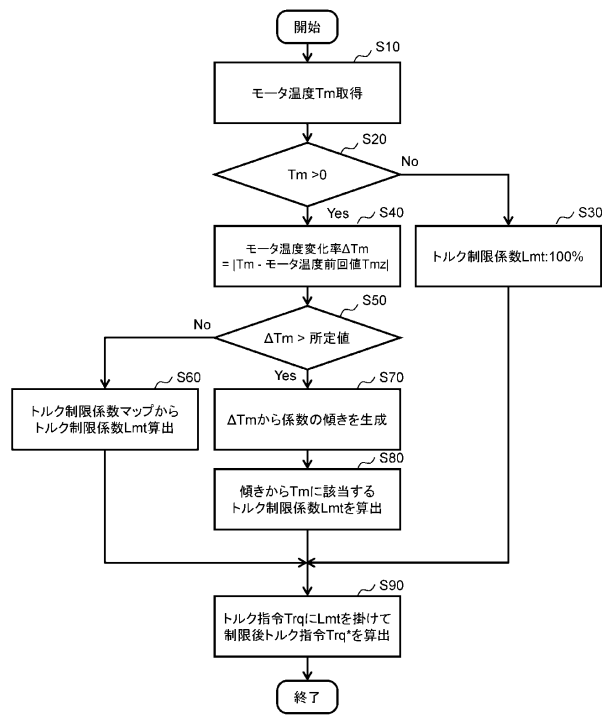 開始
S10
モータ温度Tm取得
S20
Tm >0
No
Yes
S40
モータ温度変化率ΔTm
= |Tm - モータ温度前回値Tmz|
S30
トルク制限係数Lmt:100%
S50
ΔTm > 所定値
No
Yes
S60
トルク制限係数マップから
トルク制限係数Lmt算出
S70
ΔTmから係数の傾きを生成
S80
傾きからTmに該当する
トルク制限係数Lmtを算出
S90
トルク指令TrqにLmtを掛けて
制限後トルク指令Trq*を算出
終了